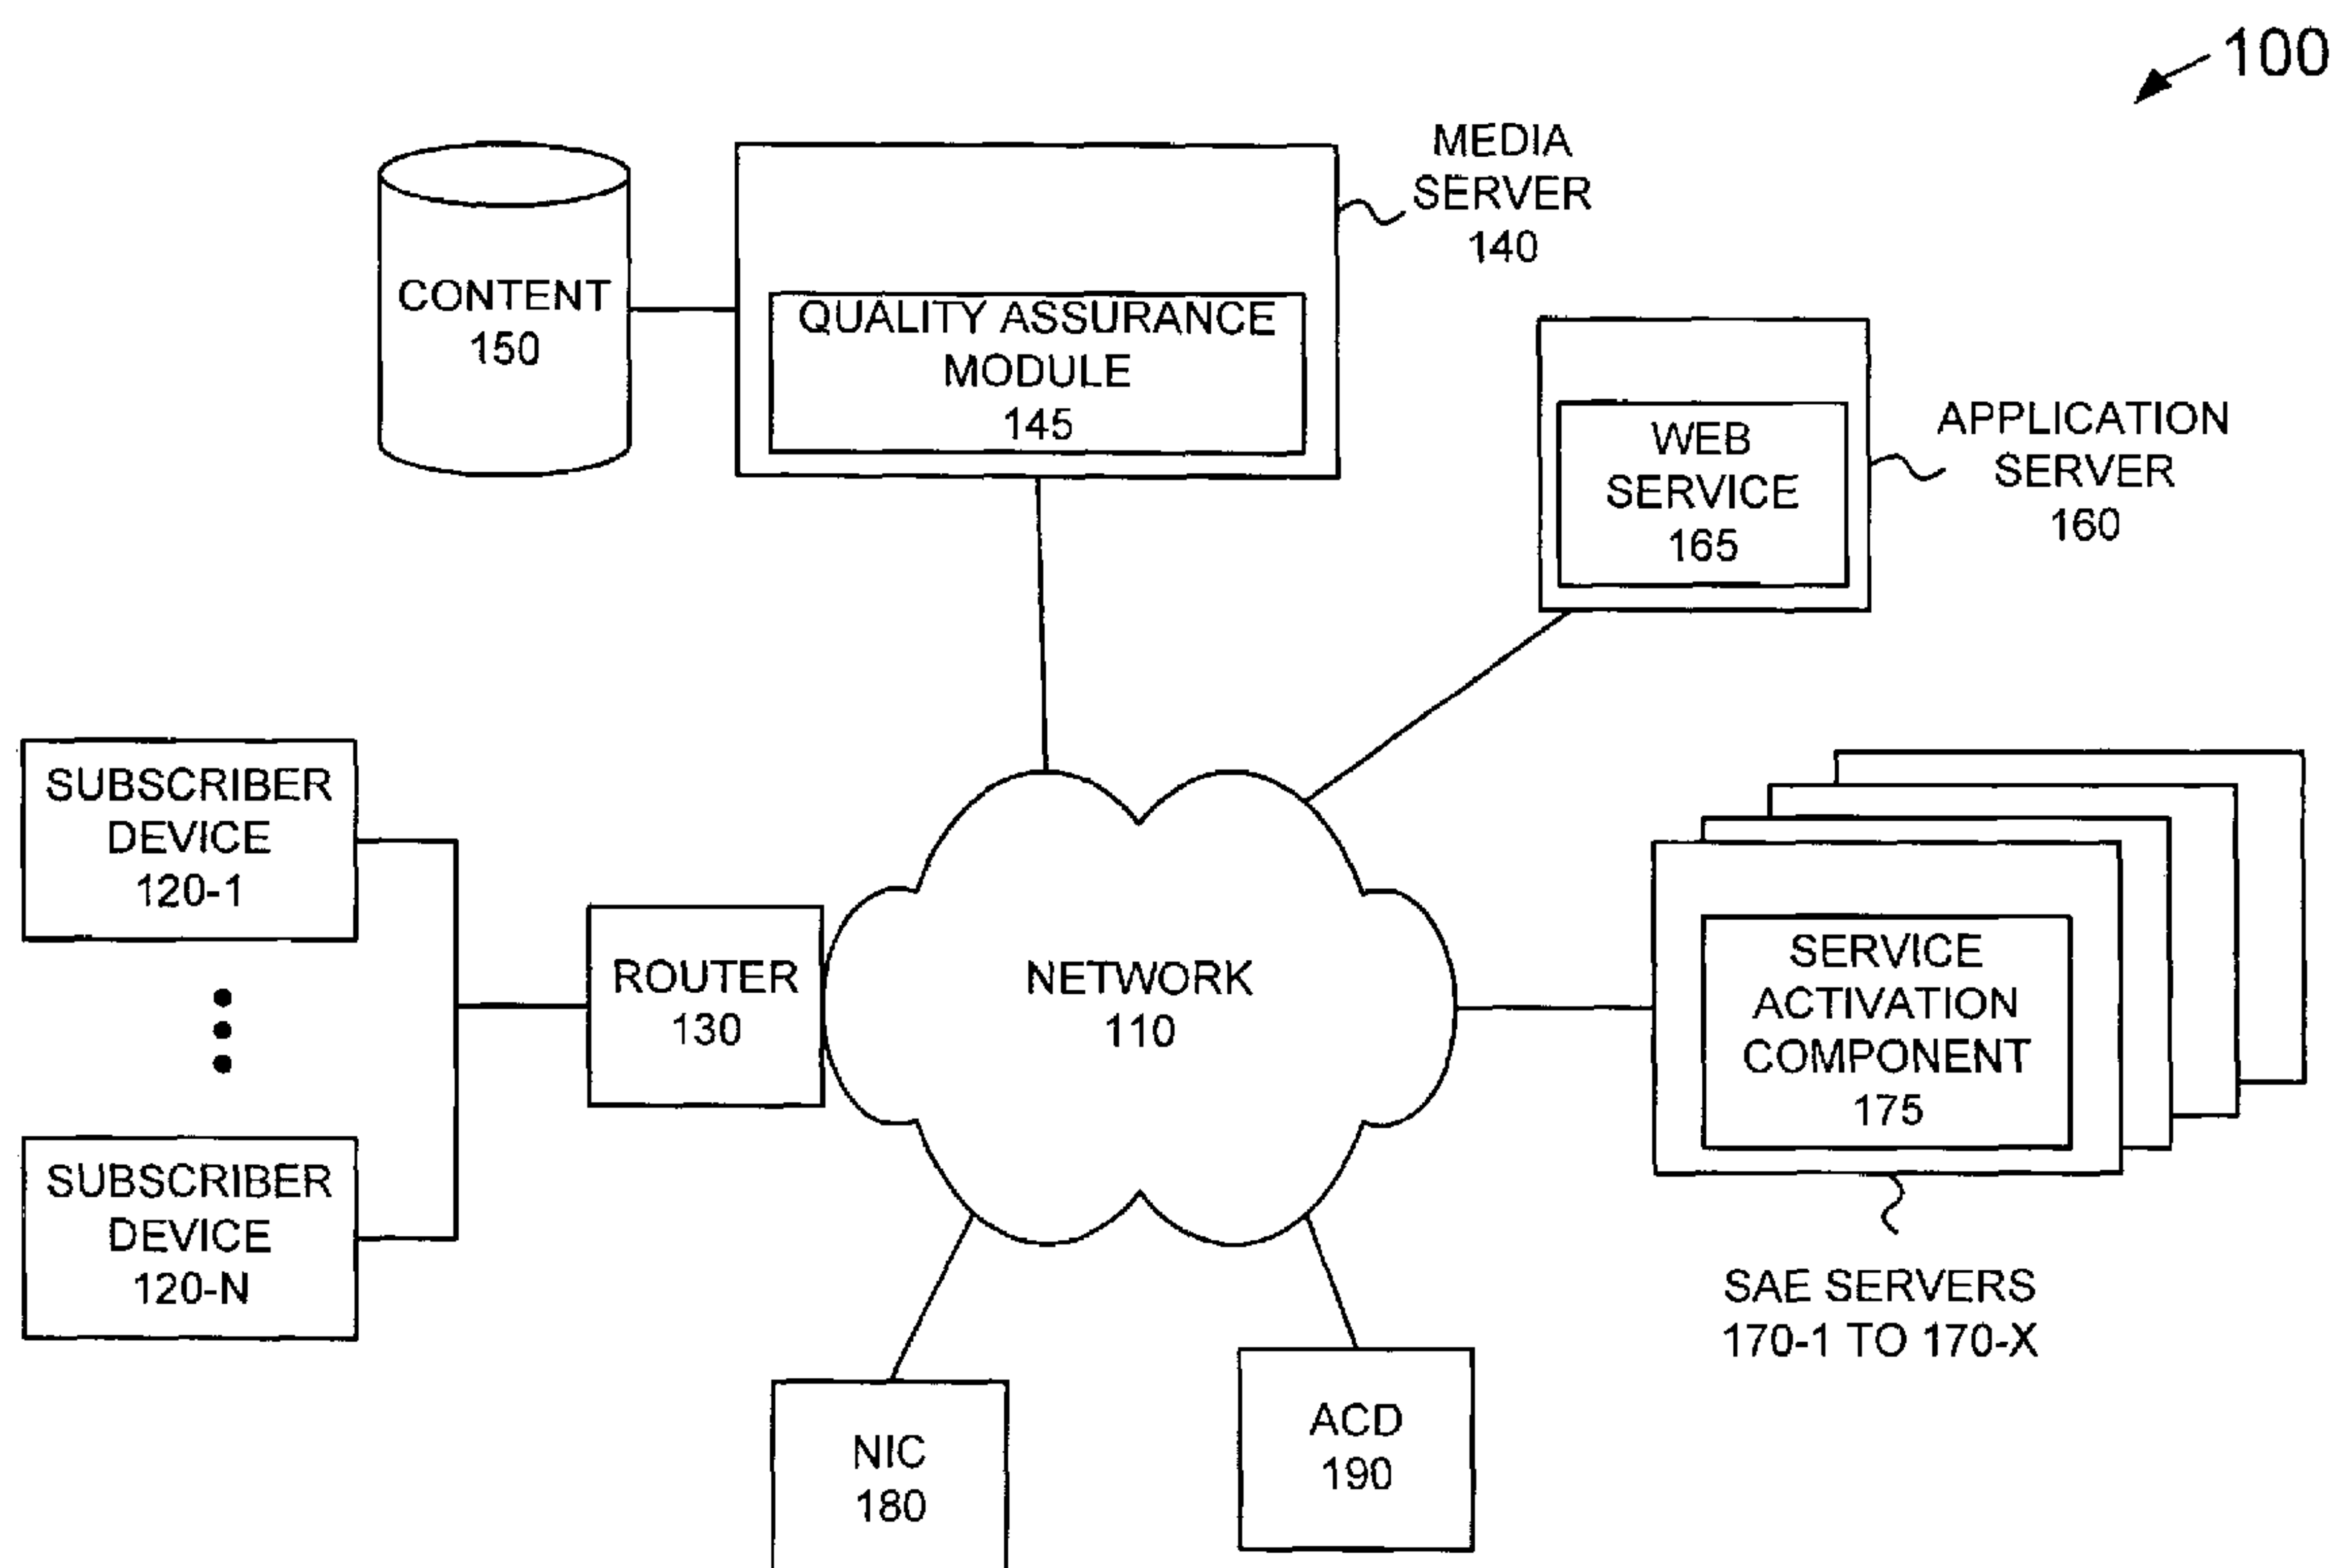 100
MEDIA
SERVER
140
CONTENT
150
QUALITY ASSURANCE
MODULE
145
WEB
SERVICE
165
APPLICATION
SERVER
160
SUBSCRIBER
DEVICE
120-1
ROUTER
130
NETWORK
110
SERVICE
ACTIVATION
COMPONENT
175
SUBSCRIBER
DEVICE
120-N
SAE SERVERS
170-1 TO 170-X
NIC
180
ACD
190